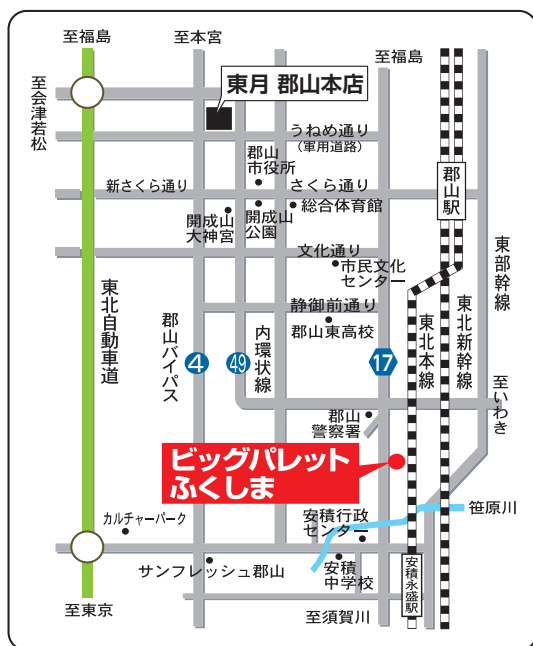 至福島
至本宮
至福島
至会津若松
東月 郡山本店
うねめ通り
(軍用道路)
郡山
市役所
新さくら通り
さくら通り
郡山駅
開成山
大神宮
開成山
公園
総合体育館
文化通り
市民文化
センター
東部幹線
静御前通り
郡山東高校
東北自動車道
郡山バイパス
4
49
内環状線
17
東北本線
東北新幹線
至いわき
郡山
警察署
ビッグパレット
ふくしま
カルチャーパーク
安積行政
センター
笹原川
サンフレッシュ郡山
安積
中学校
安積永盛駅
至東京
至須賀川